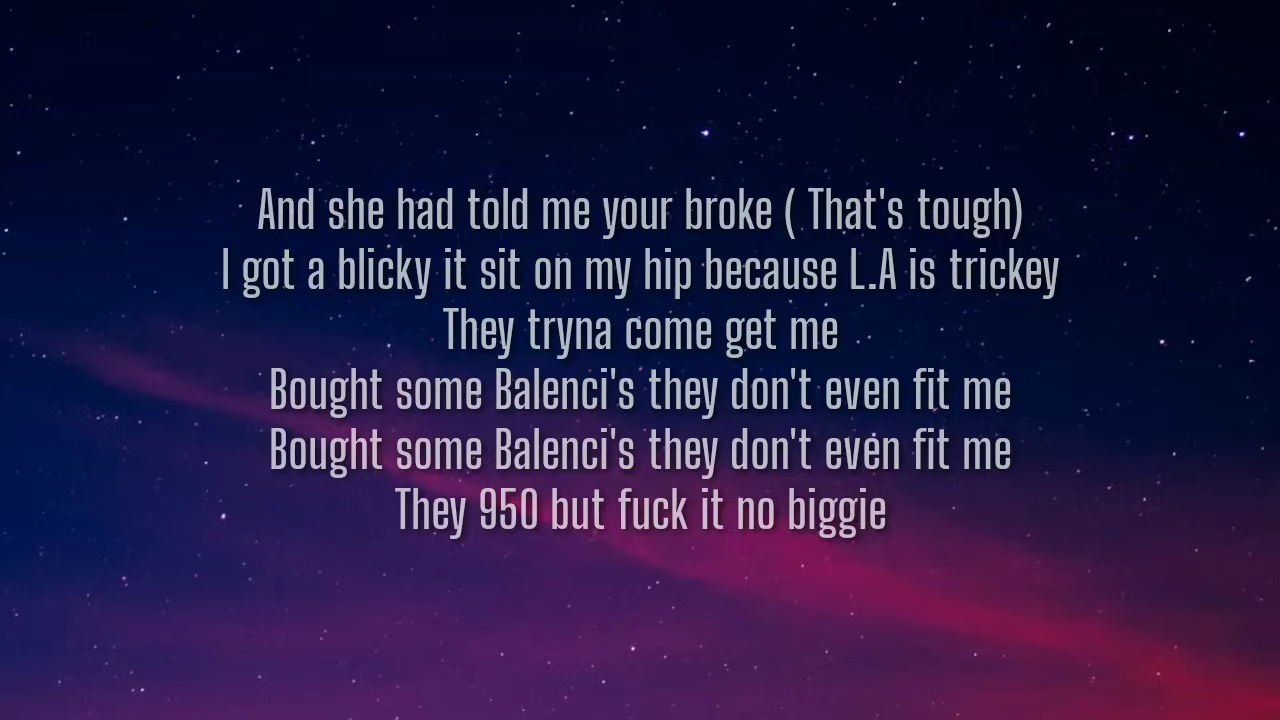 And she had told me your broke ( That's tough)
I got a blicky it sit on my hip because L.A is trickey
They tryna come get me
Bought some Balenci's they don't even fit me
Bought some Balenci's they don't even fit me
They 950 but fuck it no biggie